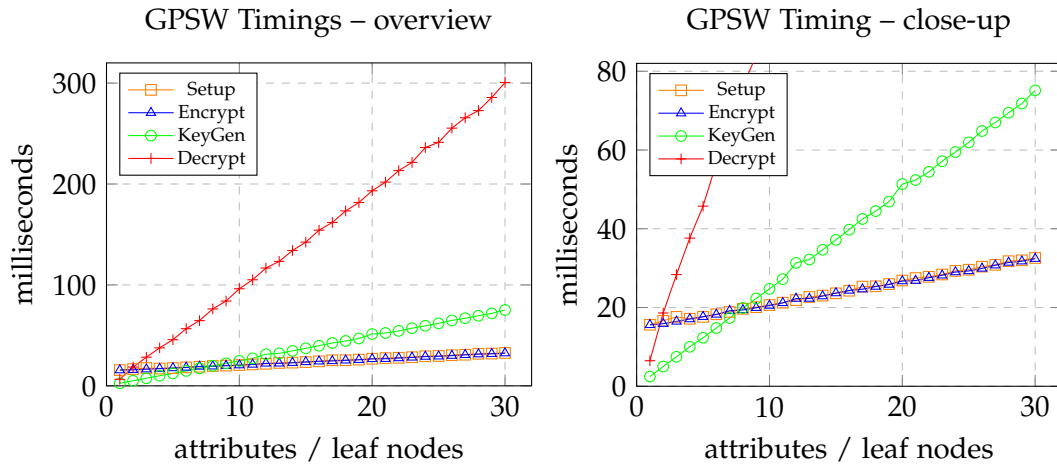 GPSW Timings – overview
milliseconds
300
200
100
0
Setup
Encrypt
KeyGen
Decrypt
0
10
20
30
attributes / leaf nodes
GPSW Timing – close-up
milliseconds
80
60
40
20
0
Setup
Encrypt
KeyGen
Decrypt
0
10
20
30
attributes / leaf nodes